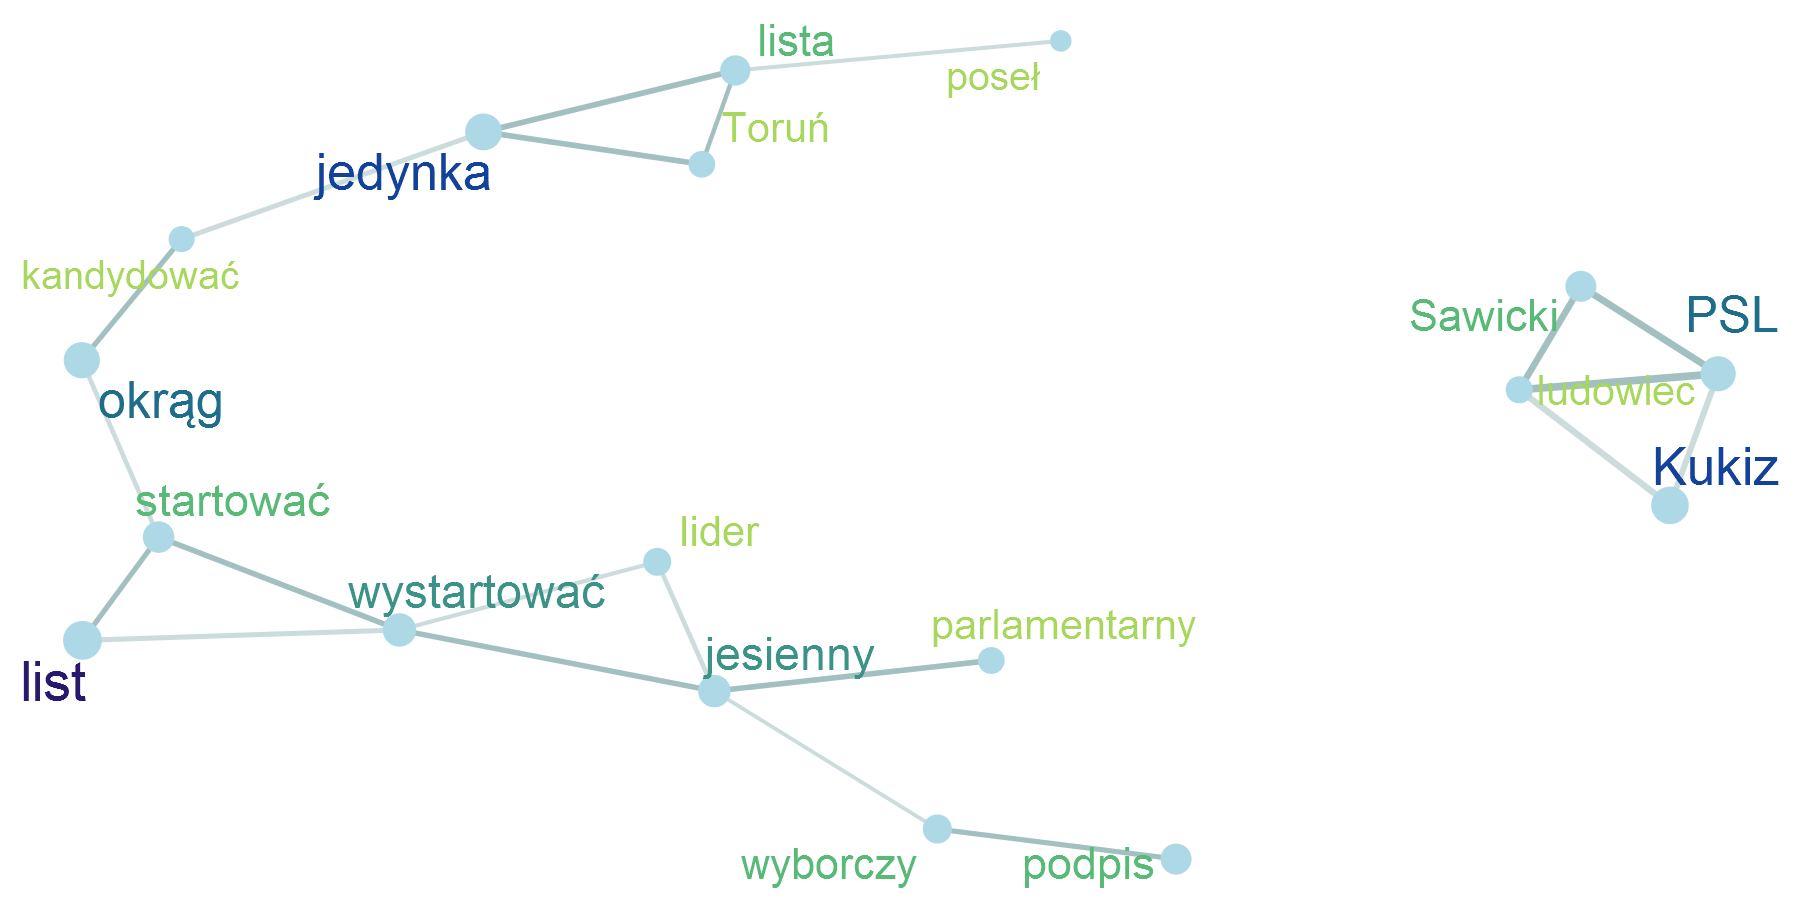 lista
poseł
Toruń
jedynka
kandydować
Sawicki
PSL
ludowiec
okrąg
Kukiz
startować
lider
wystartować
parlamentarny
jesienny
list
wyborczy
podpis